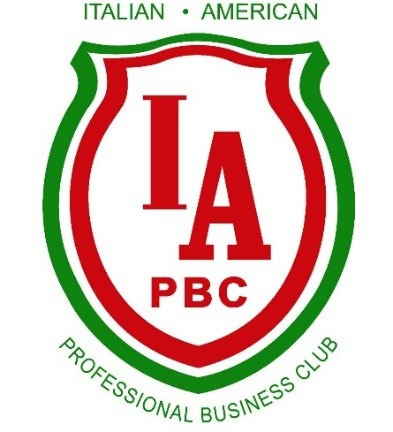 ITALIAN • AMERICAN
IA
PBC
PROFESSIONAL BUSINESS CLUB